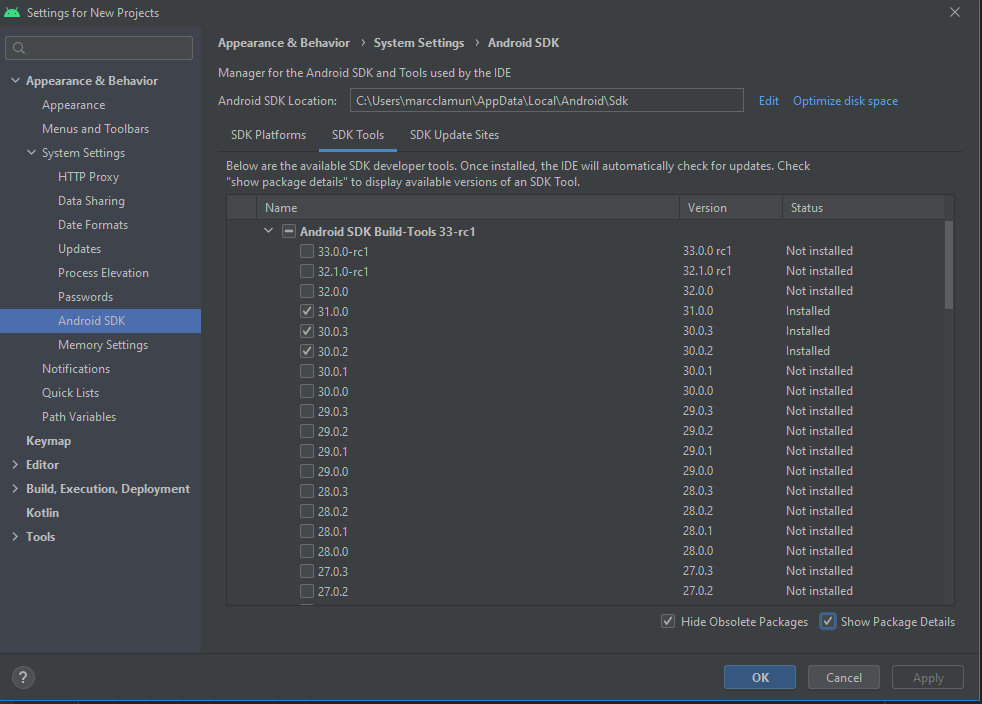 Settings for New Projects
Appearance & Behavior
Appearance
Menus and Toolbars
System Settings
HTTP Proxy
Data Sharing
Date Formats
Updates
Process Elevation
Passwords
Android SDK
Memory Settings
Notifications
Quick Lists
Path Variables
Keymap
Editor
Build, Execution, Deployment
Kotlin
Tools
Appearance & Behavior › System Settings › Android SDK
Manager for the Android SDK and Tools used by the IDE
Android SDK Location: C:\Users\marcclamun\AppData\Local\Android\Sdk Edit Optimize disk space
SDK Platforms SDK Tools SDK Update Sites
Below are the available SDK developer tools. Once installed, the IDE will automatically check for updates. Check
"show package details" to display available versions of an SDK Tool.
Name Version Status
Android SDK Build-Tools 33-rc1
33.0.0-rc1 33.0.0 rc1 Not installed
32.1.0-rc1 32.1.0 rc1 Not installed
32.0.0 32.0.0 Not installed
31.0.0 31.0.0 Installed
30.0.3 30.0.3 Installed
30.0.2 30.0.2 Installed
30.0.1 30.0.1 Not installed
30.0.0 30.0.0 Not installed
29.0.3 29.0.3 Not installed
29.0.2 29.0.2 Not installed
29.0.1 29.0.1 Not installed
29.0.0 29.0.0 Not installed
28.0.3 28.0.3 Not installed
28.0.2 28.0.2 Not installed
28.0.1 28.0.1 Not installed
28.0.0 28.0.0 Not installed
27.0.3 27.0.3 Not installed
27.0.2 27.0.2 Not installed
Hide Obsolete Packages Show Package Details
? OK Cancel Apply